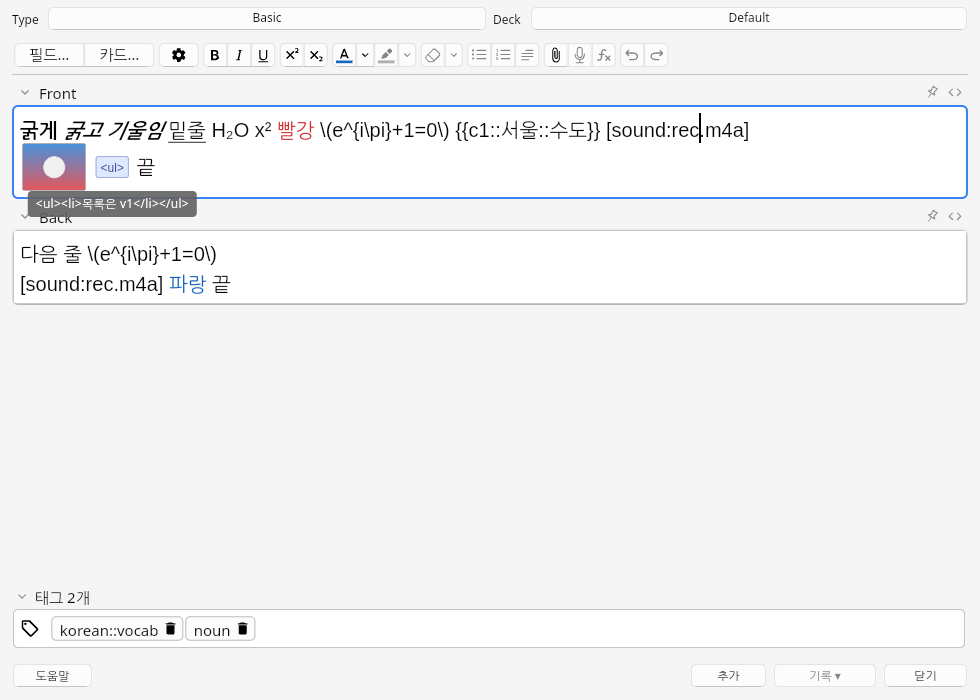 Type Basic Deck Default
필드... 카드... B I U X² X₂ A fx
Front
굵게 굵고 기울임 밑줄 H₂O x² 빨강 \(e^{i\pi}+1=0\) {{c1::서울::수도}} [sound:rec.m4a]
<ul> 끝
<ul><li>목록은 v1</li></ul>
Back
다음 줄 \(e^{i\pi}+1=0\)
[sound:rec.m4a] 파랑 끝
태그 2개
korean::vocab noun
도움말 추가 기록 ▾ 닫기